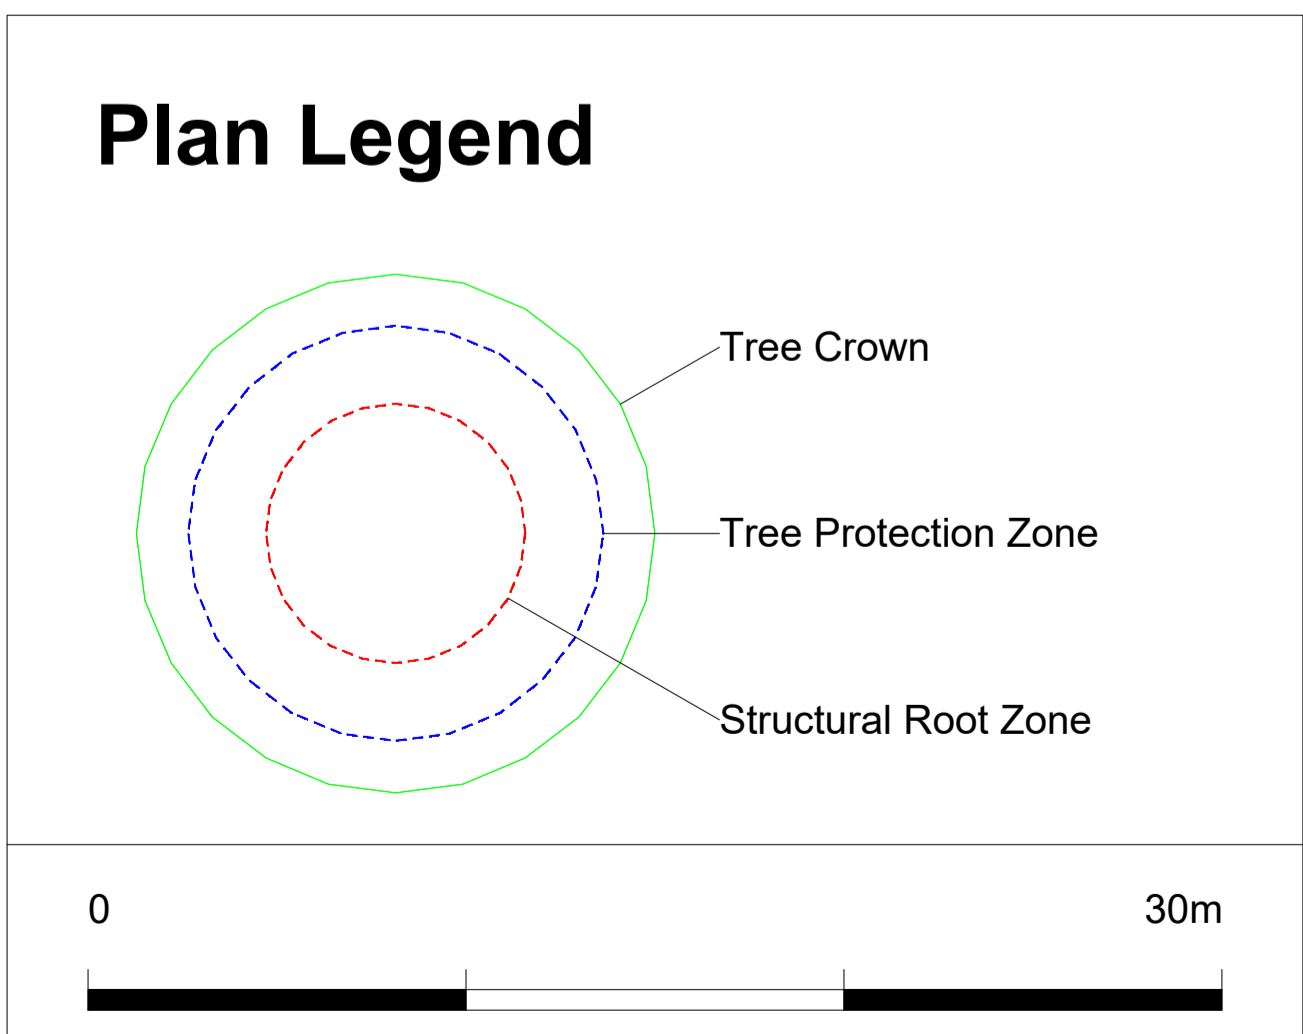 Plan Legend
Tree Crown
Tree Protection Zone
Structural Root Zone
0 30m